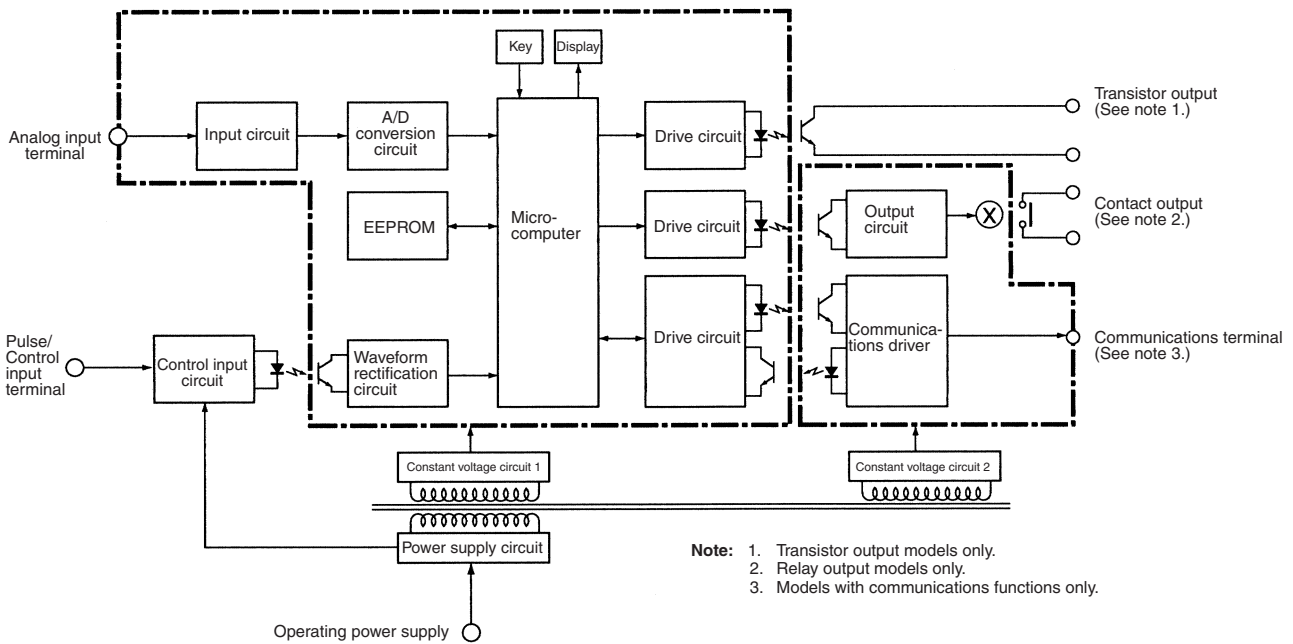 Key
Display
Analog input
terminal
Input circuit
A/D
conversion
circuit
EEPROM
Micro-
computer
Drive circuit
Drive circuit
Drive circuit
Transistor output
(See note 1.)
Output
circuit
X
Contact output
(See note 2.)
Communica-
tions driver
Communications terminal
(See note 3.)
Pulse/
Control
input
terminal
Control input
circuit
Waveform
rectification
circuit
Constant voltage circuit 1
Constant voltage circuit 2
Power supply circuit
Operating power supply
Note: 1. Transistor output models only.
2. Relay output models only.
3. Models with communications functions only.